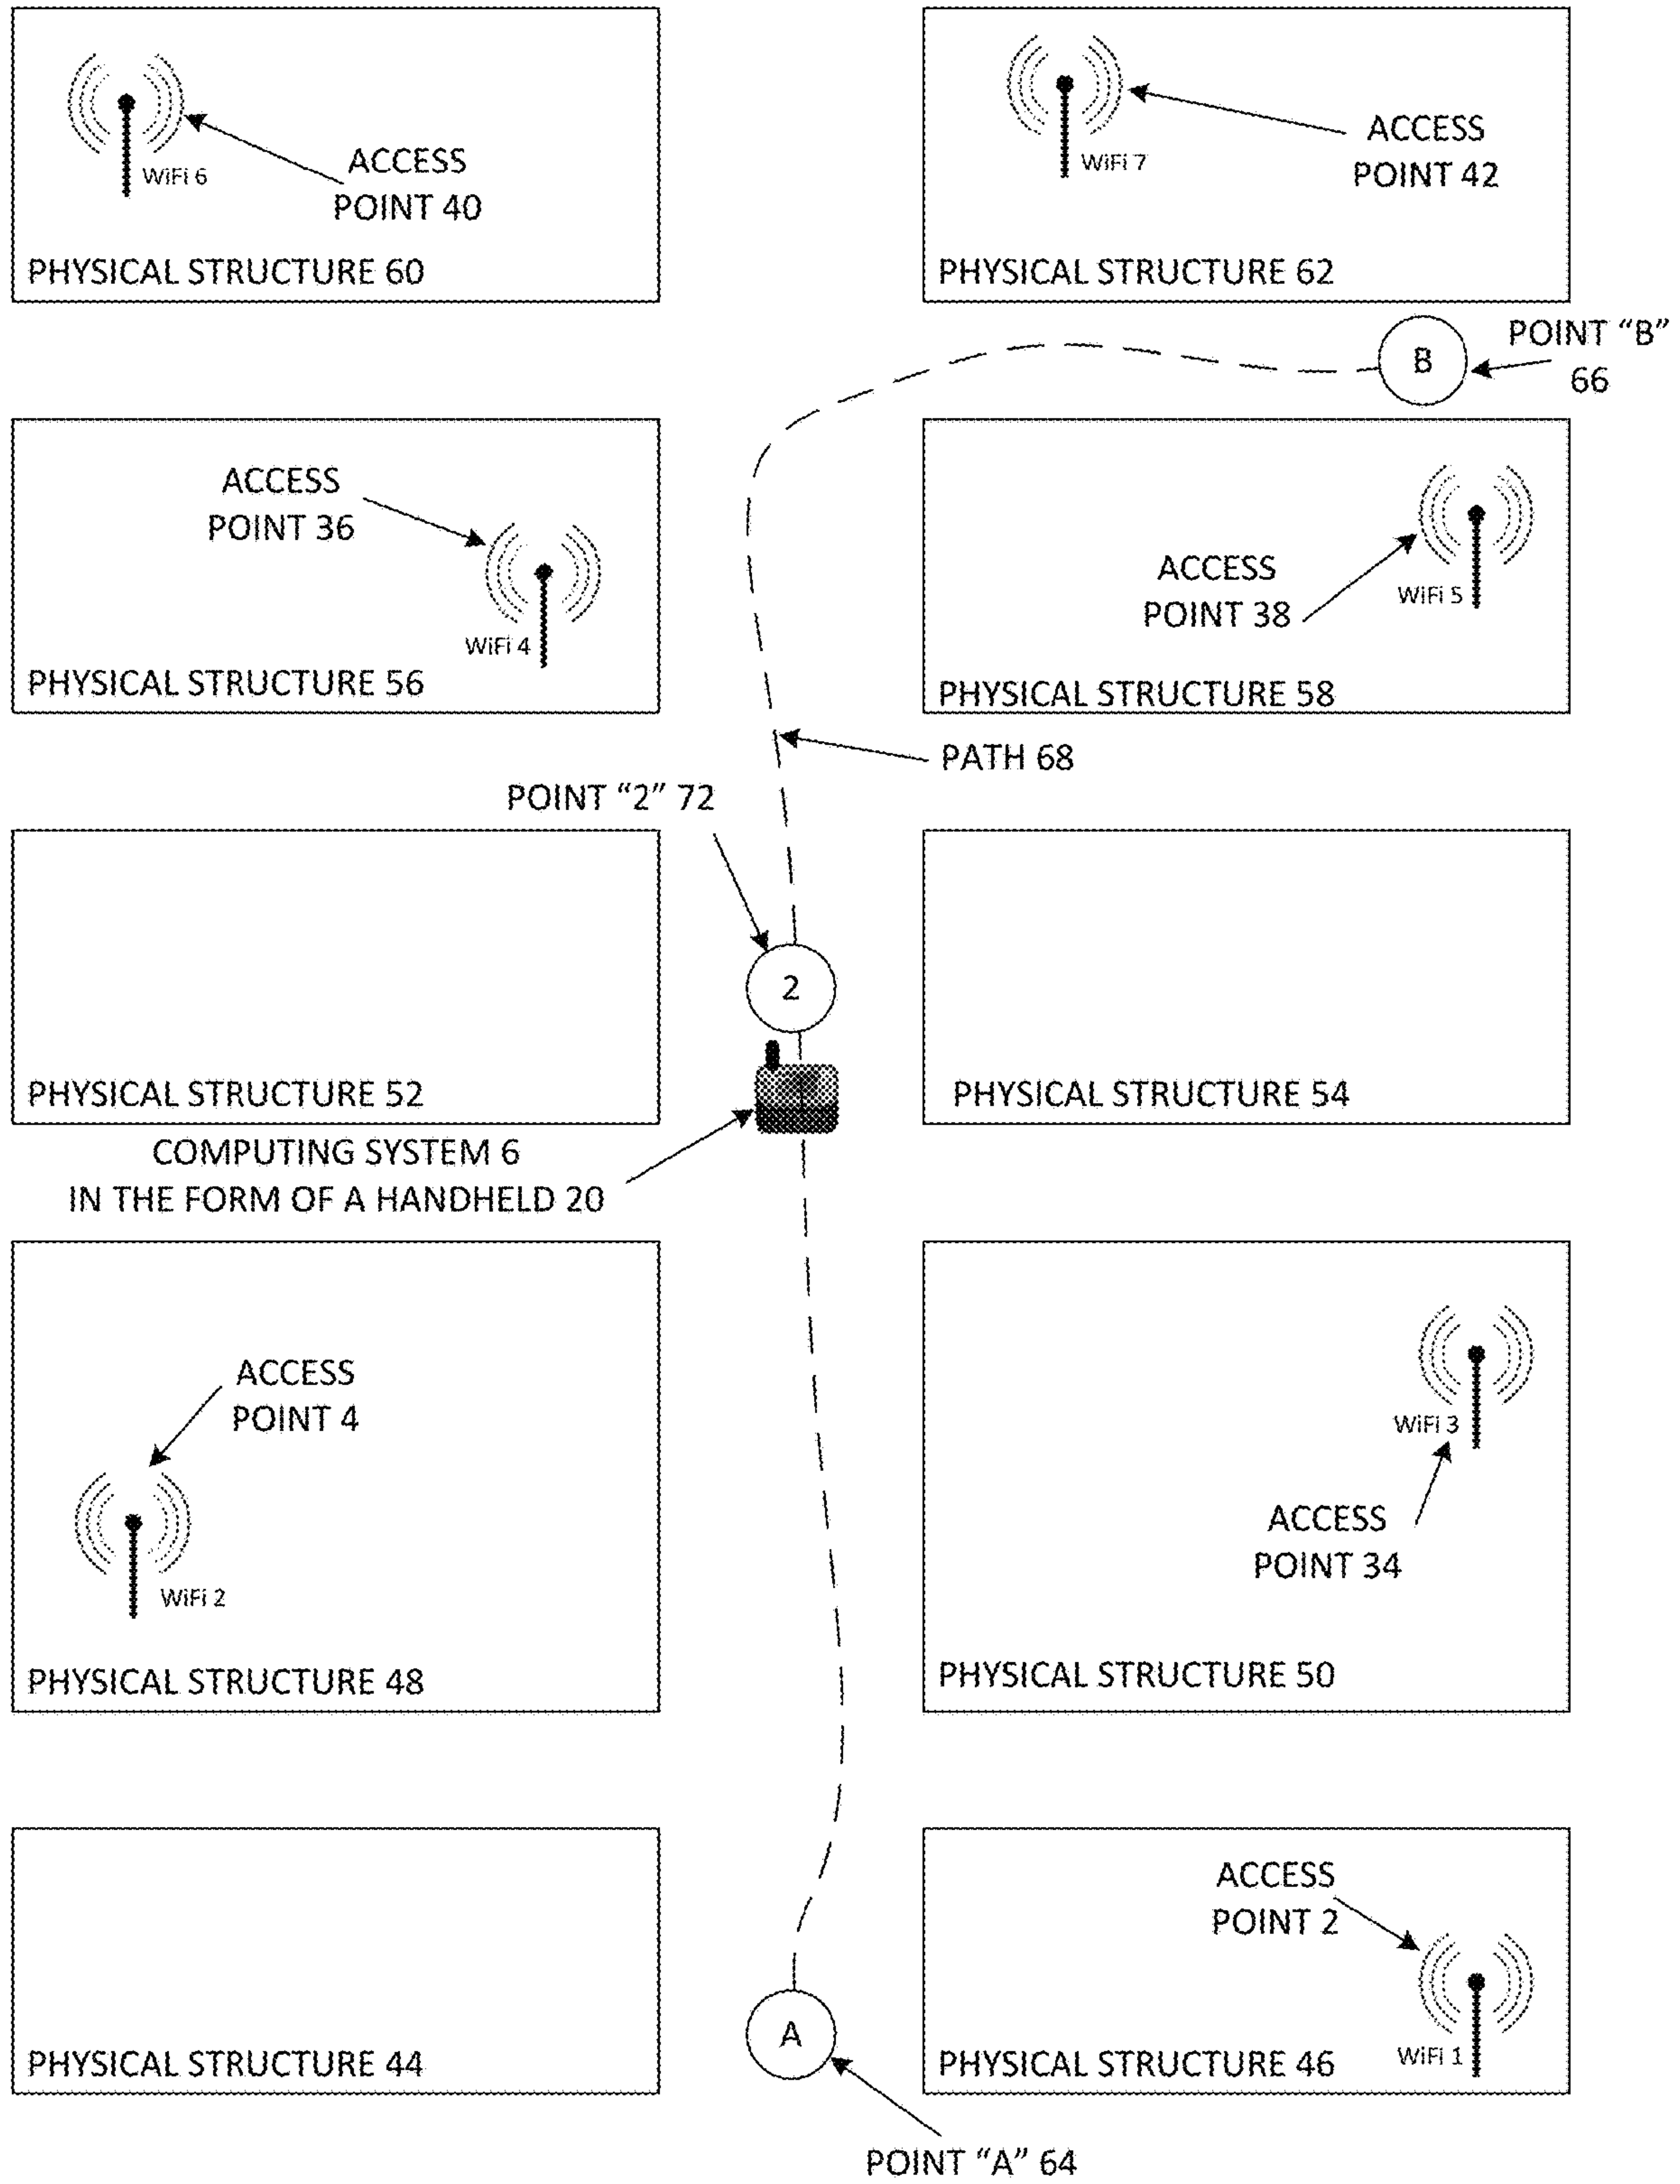 WiFi 6
ACCESS
POINT 40
PHYSICAL STRUCTURE 60
WiFi 7
ACCESS
POINT 42
PHYSICAL STRUCTURE 62
B
POINT “B”
66
ACCESS
POINT 36
WiFi 4
PHYSICAL STRUCTURE 56
ACCESS
POINT 38
WiFi 5
PHYSICAL STRUCTURE 58
PATH 68
POINT “2” 72
2
PHYSICAL STRUCTURE 52
PHYSICAL STRUCTURE 54
COMPUTING SYSTEM 6
IN THE FORM OF A HANDHELD 20
ACCESS
POINT 4
WiFi 2
PHYSICAL STRUCTURE 48
WiFi 3
ACCESS
POINT 34
PHYSICAL STRUCTURE 50
PHYSICAL STRUCTURE 44
A
ACCESS
POINT 2
WiFi 1
PHYSICAL STRUCTURE 46
POINT “A” 64